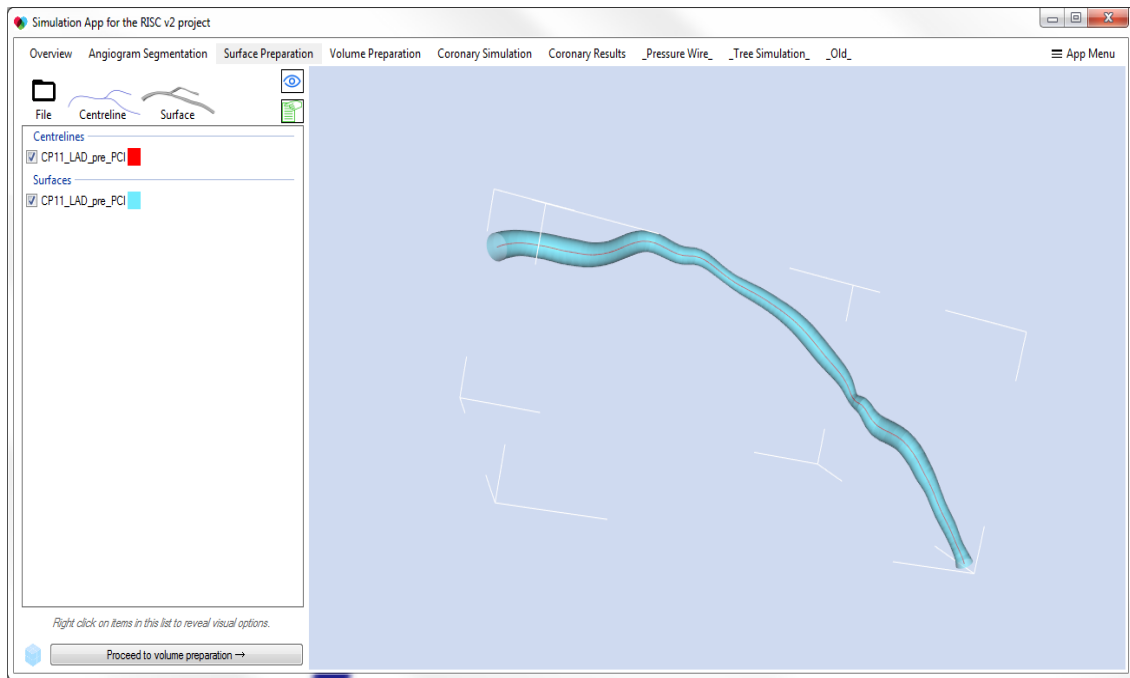 Simulation App for the RISC v2 project
Overview Angiogram Segmentation Surface Preparation Volume Preparation Coronary Simulation Coronary Results _Pressure Wire_ _Tree Simulation_ _Old_ App Menu
File Centreline Surface
Centrelines
CP11_LAD_pre_PCI
Surfaces
CP11_LAD_pre_PCI
Right click on items in this list to reveal visual options.
Proceed to volume preparation →